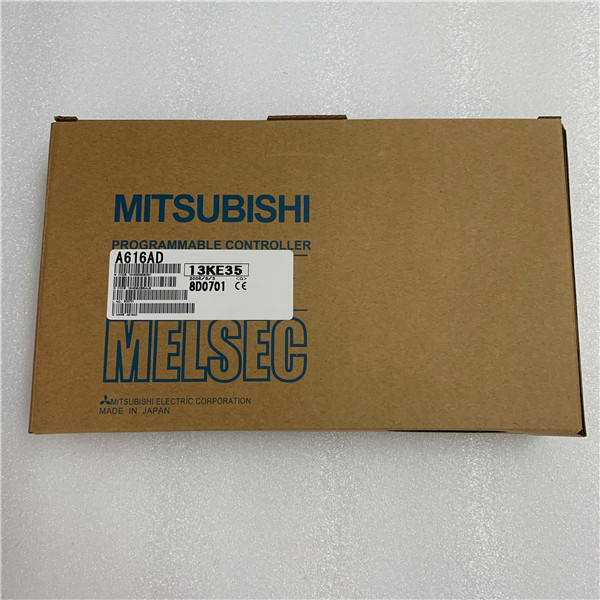 MITSUBISHI
PROGRAMMABLE CONTROLLER
A616AD
13KE35
8D0701 CE
MELSEC
MITSUBISHI ELECTRIC CORPORATION
MADE IN JAPAN